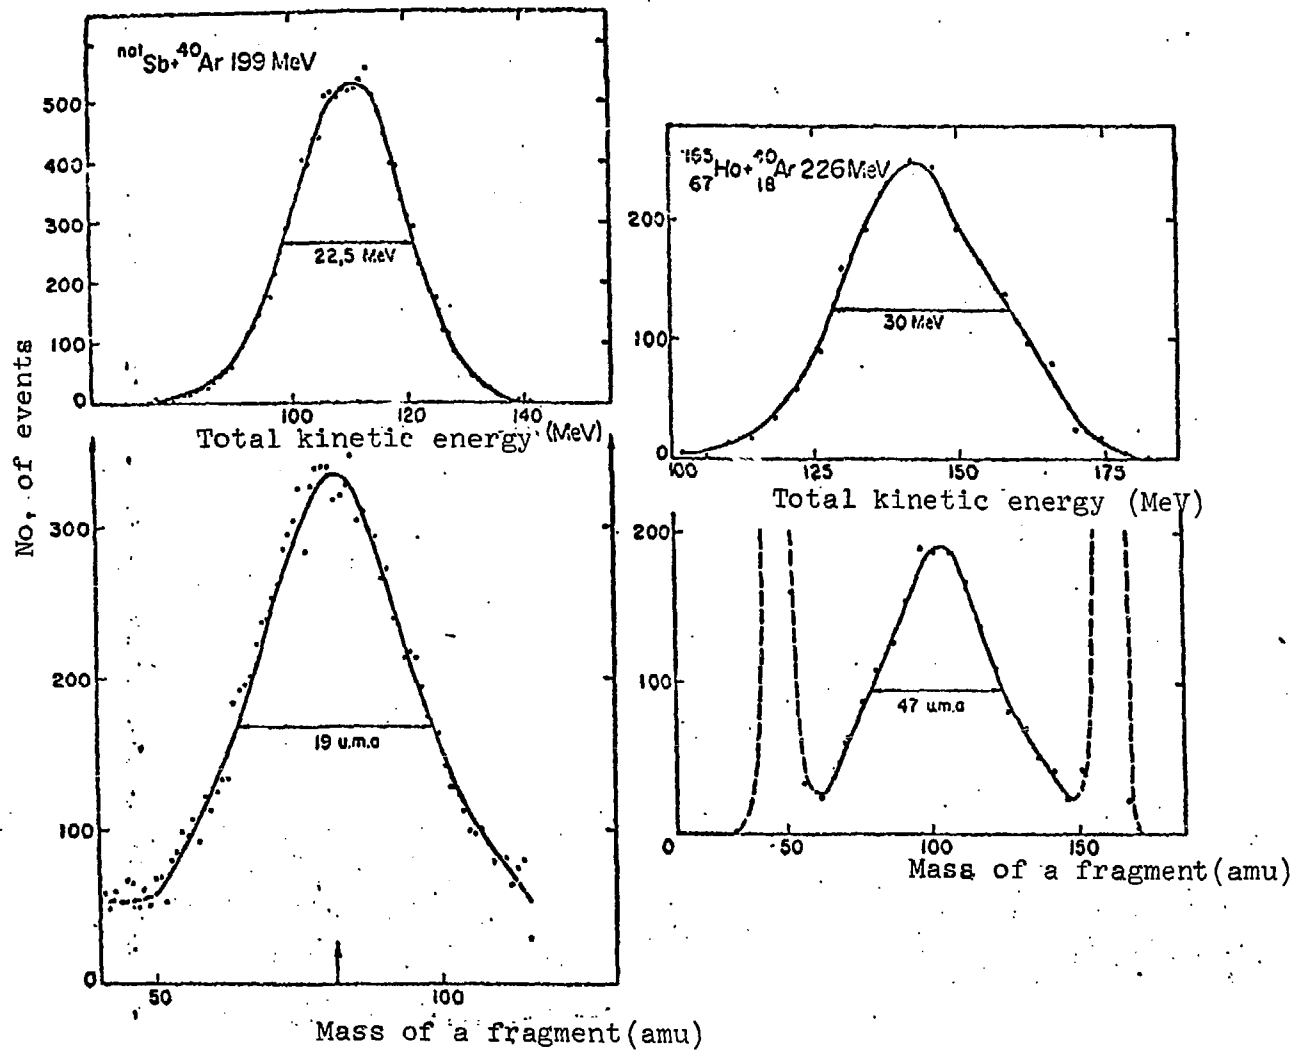 natSb+40Ar 199 MeV
500
400
300
200
100
0
22,5 MeV
100 120 140
Total kinetic energy (MeV)
No. of events
300
200
100
0
19 u.m.a
50 100
Mass of a fragment (amu)
165 67Ho+40 18Ar 226 MeV
200
100
0
30 MeV
100 125 150 175
Total kinetic energy (MeV)
200
100
47 u.m.a
0 50 100 150
Mass of a fragment (amu)